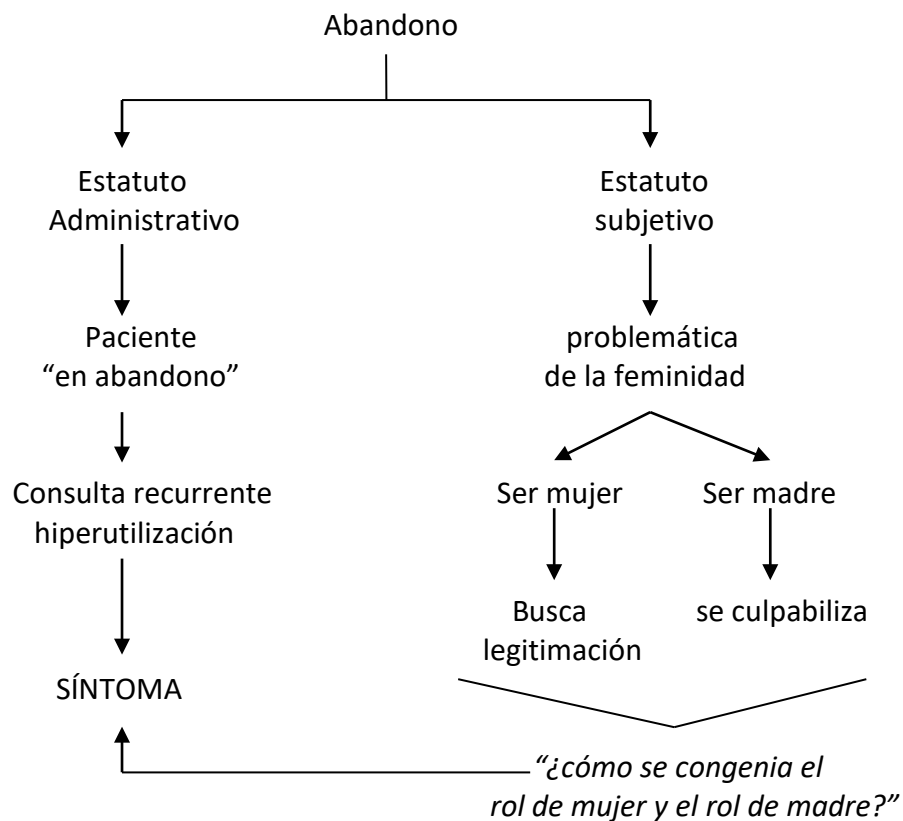 Abandono
Estatuto
Administrativo
Estatuto
subjetivo
Paciente
“en abandono”
problemática
de la feminidad
Consulta recurrente
hiperutilización
Ser mujer
Ser madre
Busca
legitimación
se culpabiliza
SÍNTOMA
“¿cómo se congenia el
rol de mujer y el rol de madre?”